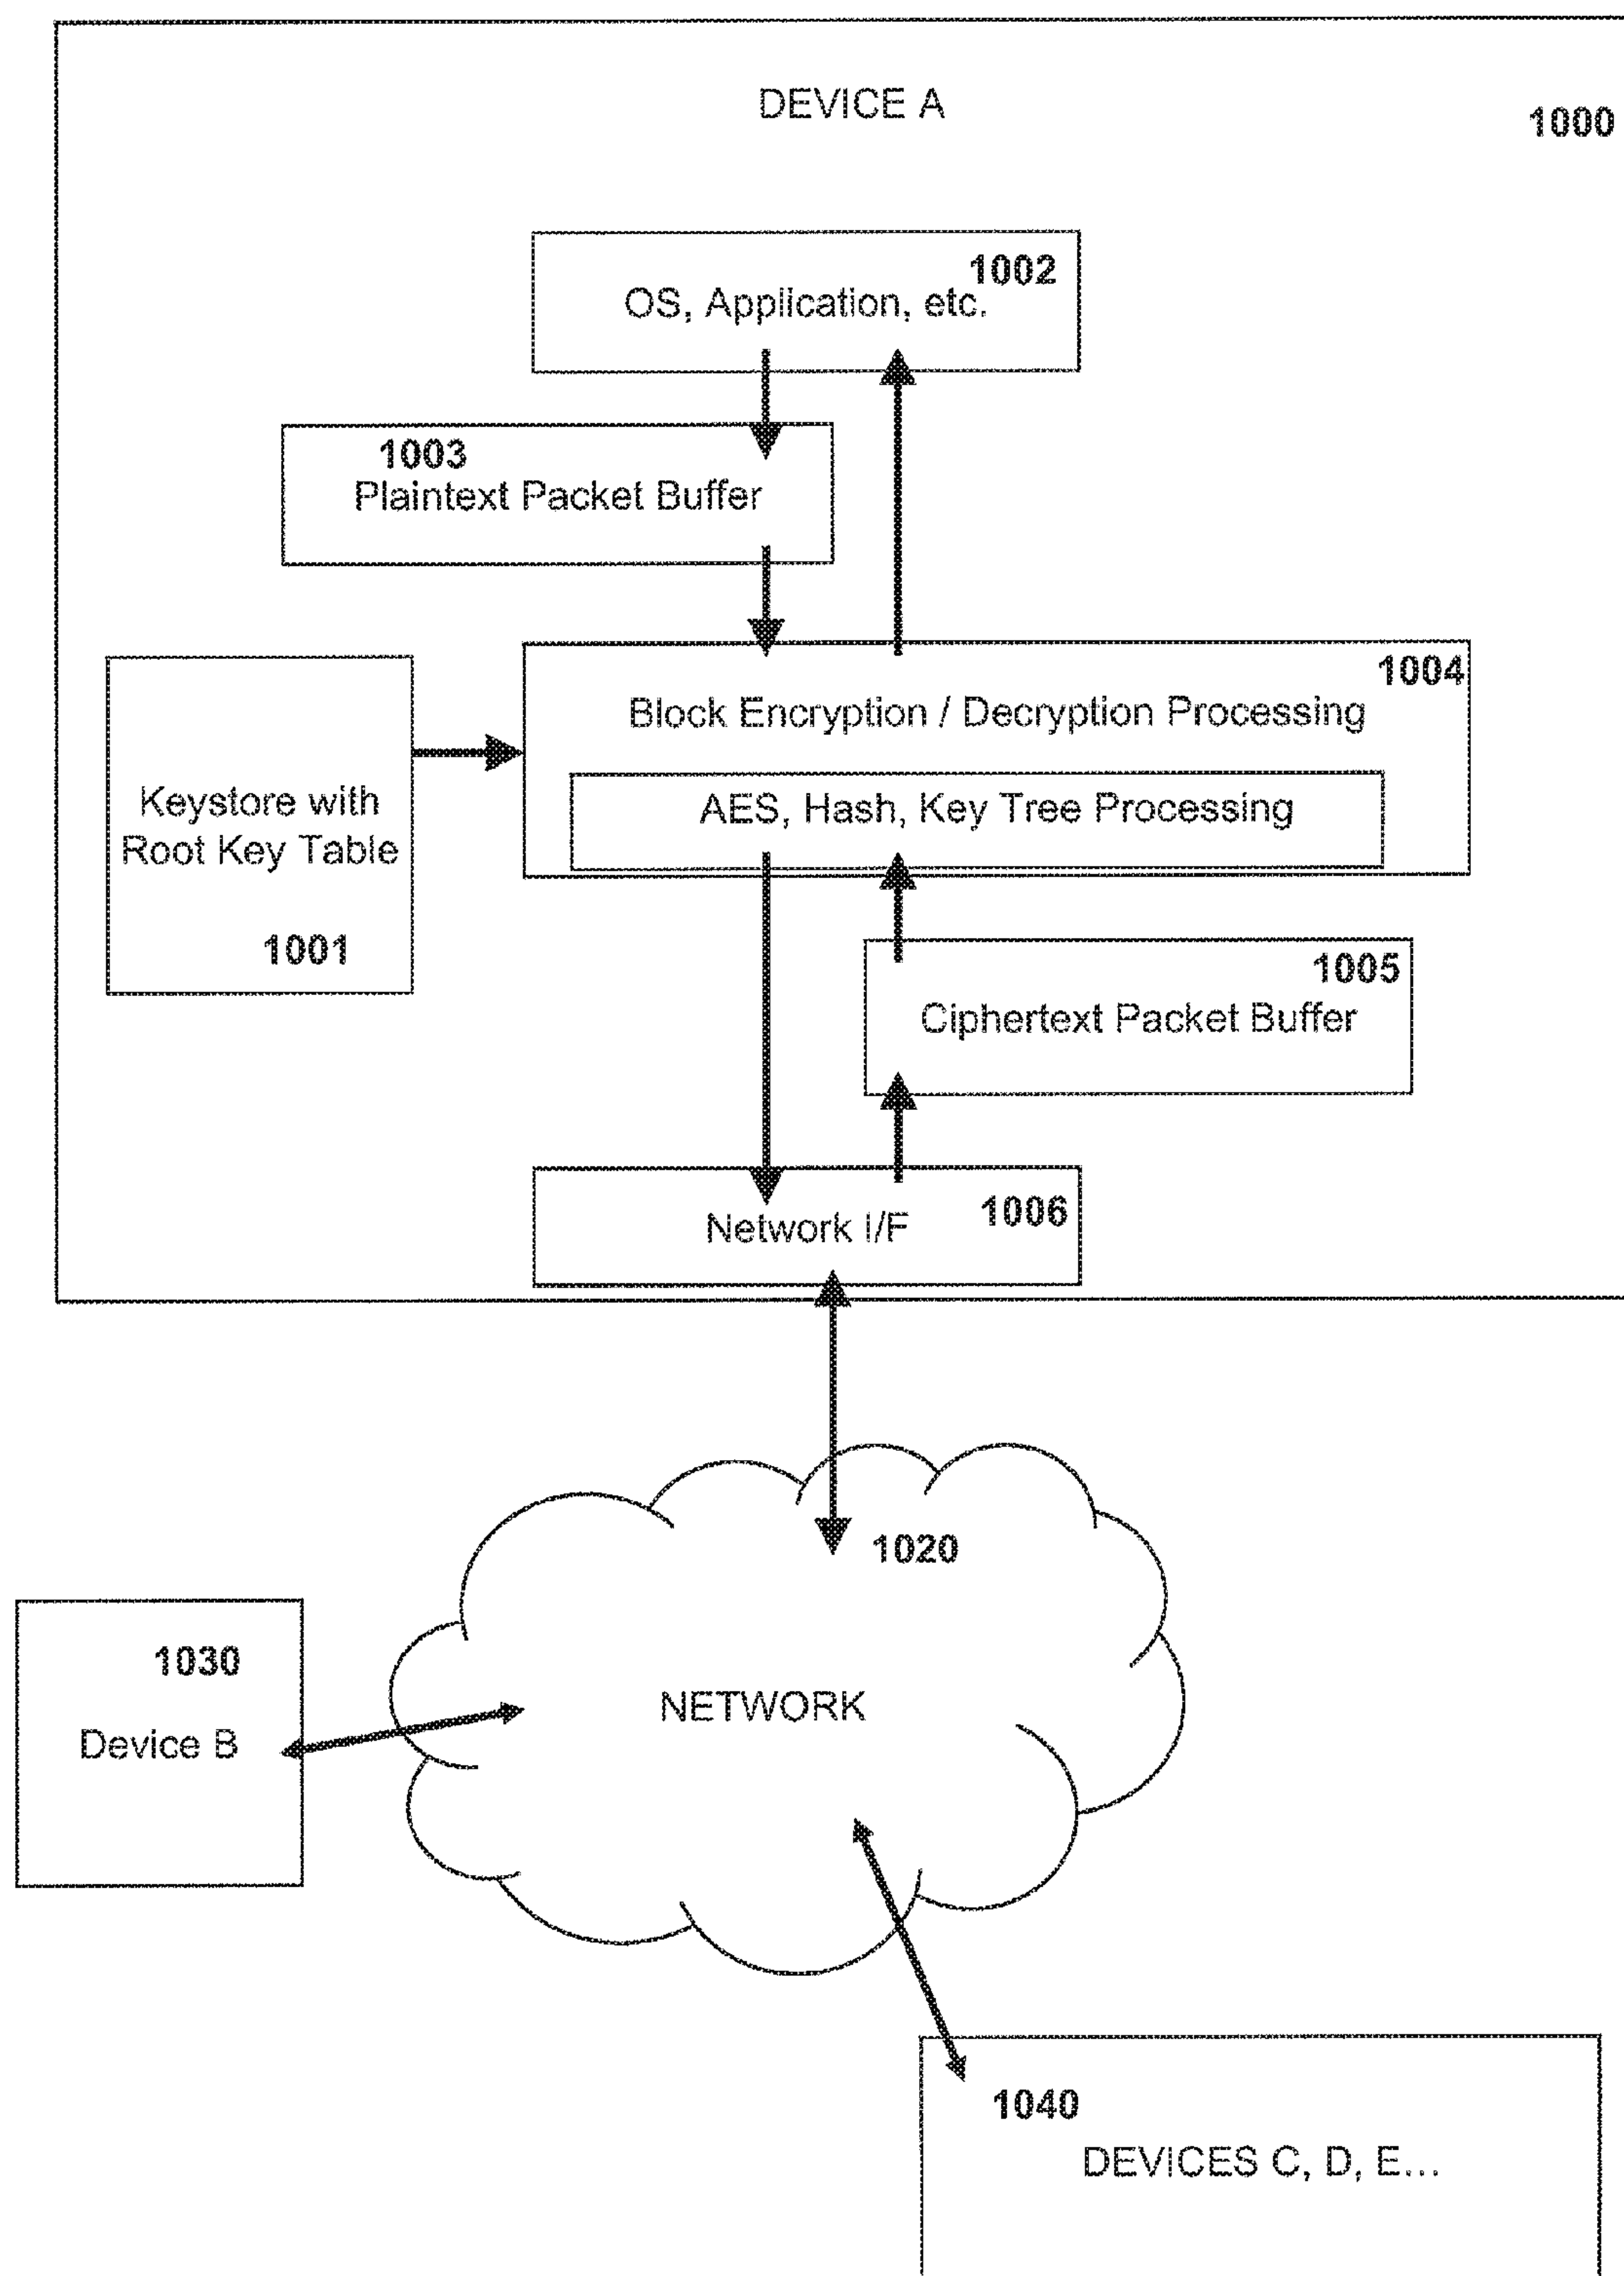 DEVICE A
1000
1002
OS, Application, etc.
1003
Plaintext Packet Buffer
1004
Block Encryption / Decryption Processing
AES, Hash, Key Tree Processing
Keystore with
Root Key Table
1001
1005
Ciphertext Packet Buffer
1006
Network I/F
1020
NETWORK
1030
Device B
1040
DEVICES C, D, E...